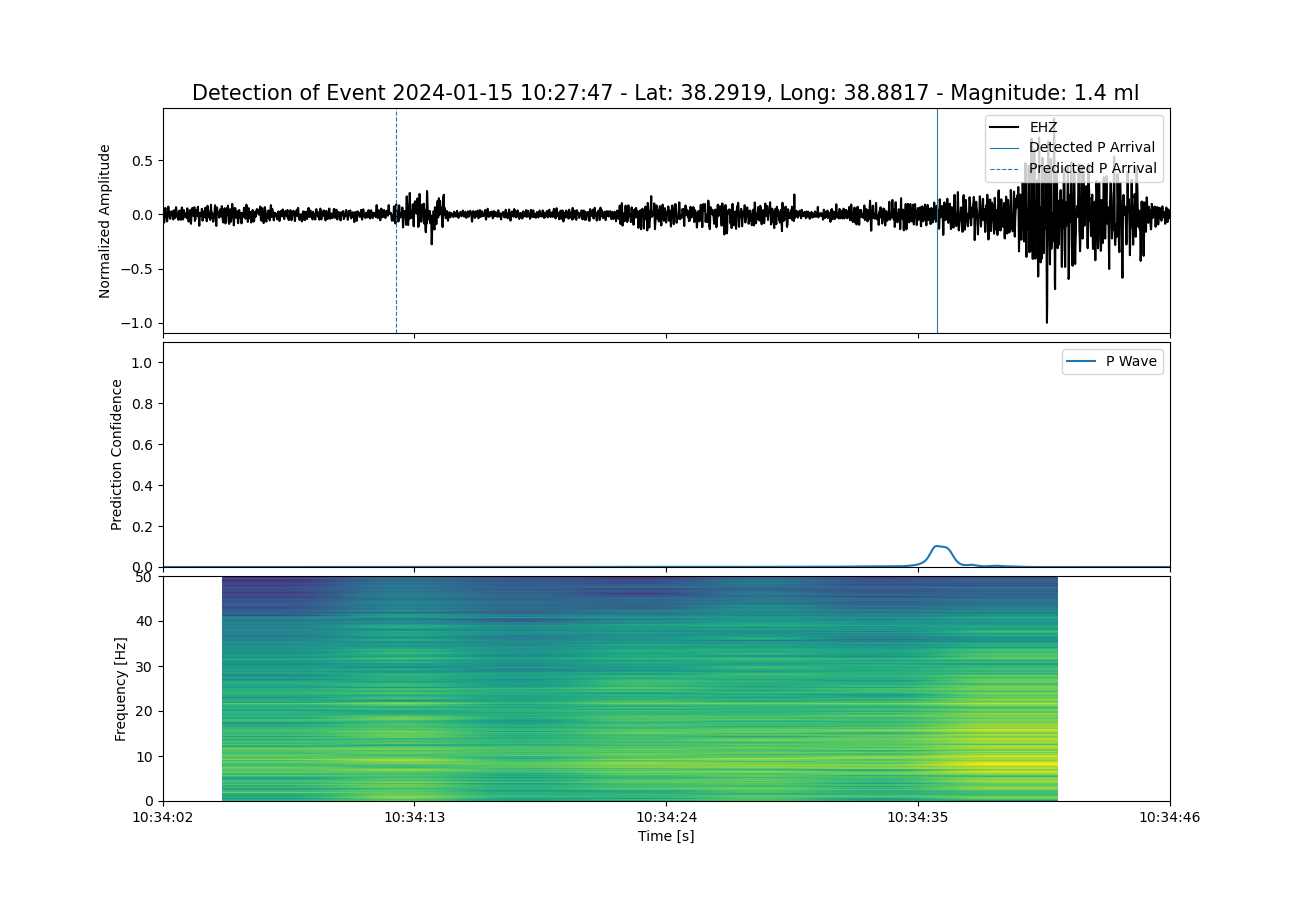 Detection of Event 2024-01-15 10:27:47 - Lat: 38.2919, Long: 38.8817 - Magnitude: 1.4 ml
EHZ
Detected P Arrival
Predicted P Arrival
Normalized Amplitude
0.5
0.0
−0.5
−1.0
P Wave
Prediction Confidence
1.0
0.8
0.6
0.4
0.2
0.0
Frequency [Hz]
50
40
30
20
10
0
10:34:02 10:34:13 10:34:24 10:34:35 10:34:46
Time [s]